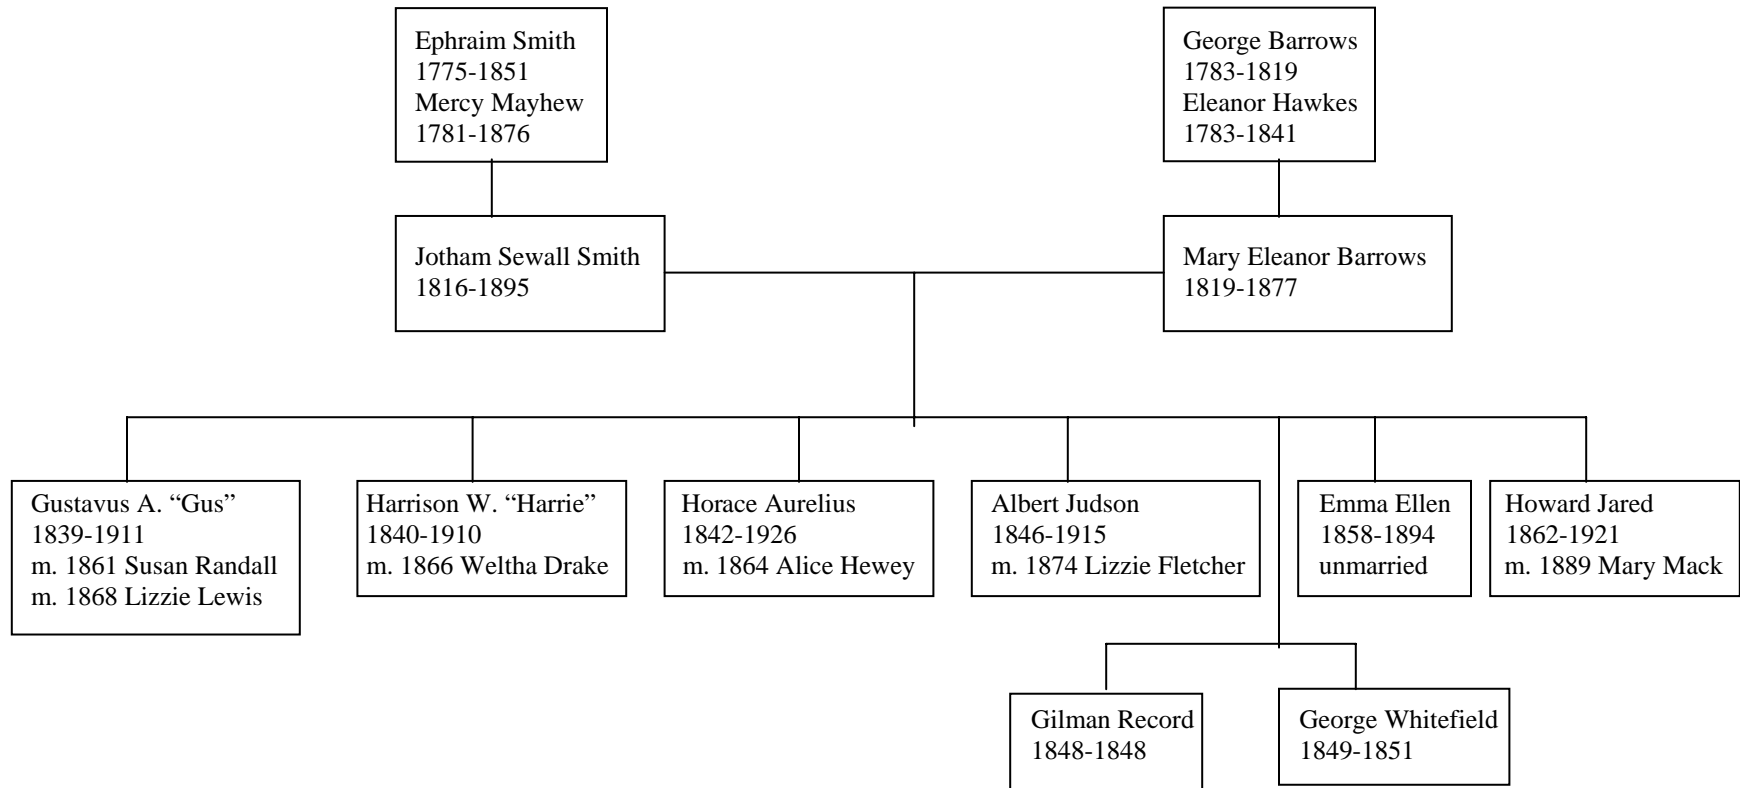 Ephraim Smith
1775-1851
Mercy Mayhew
1781-1876
George Barrows
1783-1819
Eleanor Hawkes
1783-1841
Jotham Sewall Smith
1816-1895
Mary Eleanor Barrows
1819-1877
Gustavus A. “Gus”
1839-1911
m. 1861 Susan Randall
m. 1868 Lizzie Lewis
Harrison W. “Harrie”
1840-1910
m. 1866 Weltha Drake
Horace Aurelius
1842-1926
m. 1864 Alice Hewey
Albert Judson
1846-1915
m. 1874 Lizzie Fletcher
Emma Ellen
1858-1894
unmarried
Howard Jared
1862-1921
m. 1889 Mary Mack
Gilman Record
1848-1848
George Whitefield
1849-1851